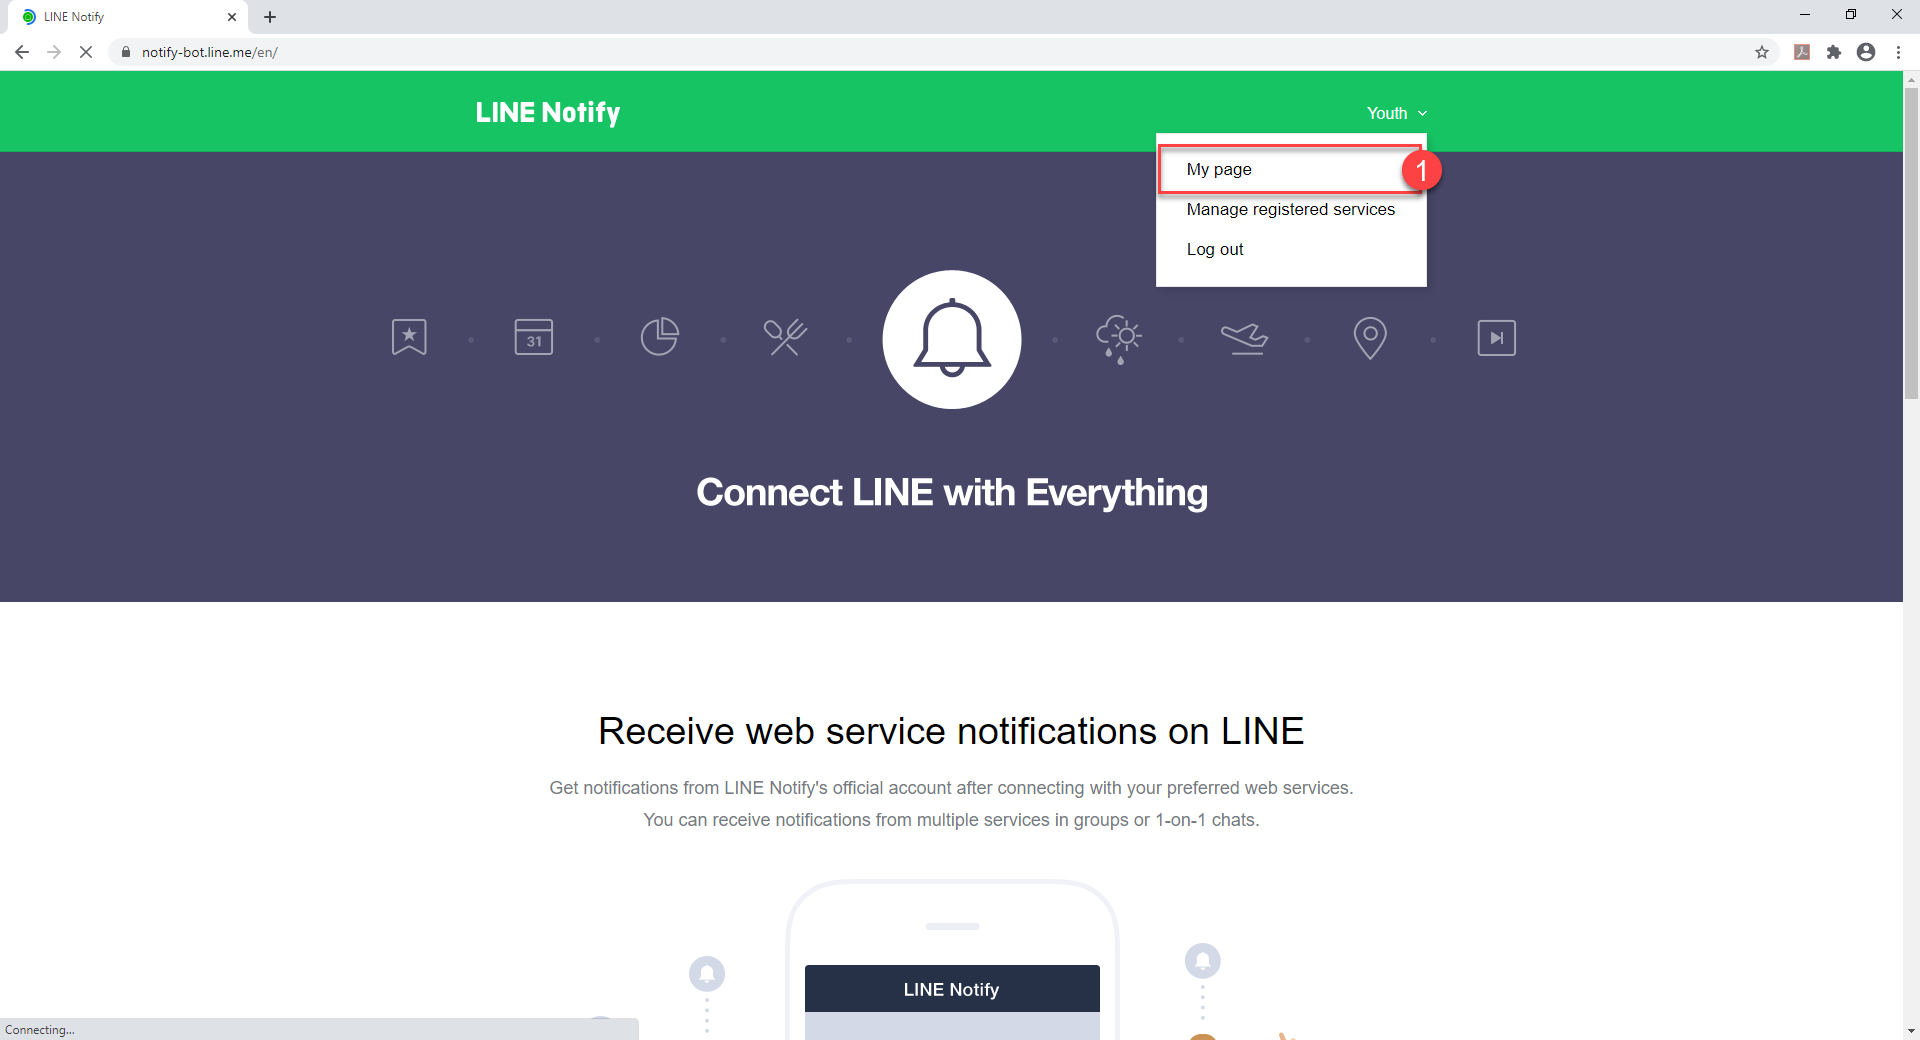 LINE Notify
notify-bot.line.me/en/
LINE Notify
Youth
My page
1
Manage registered services
Log out
31
Connect LINE with Everything
Receive web service notifications on LINE
Get notifications from LINE Notify's official account after connecting with your preferred web services.
You can receive notifications from multiple services in groups or 1-on-1 chats.
LINE Notify
Connecting...